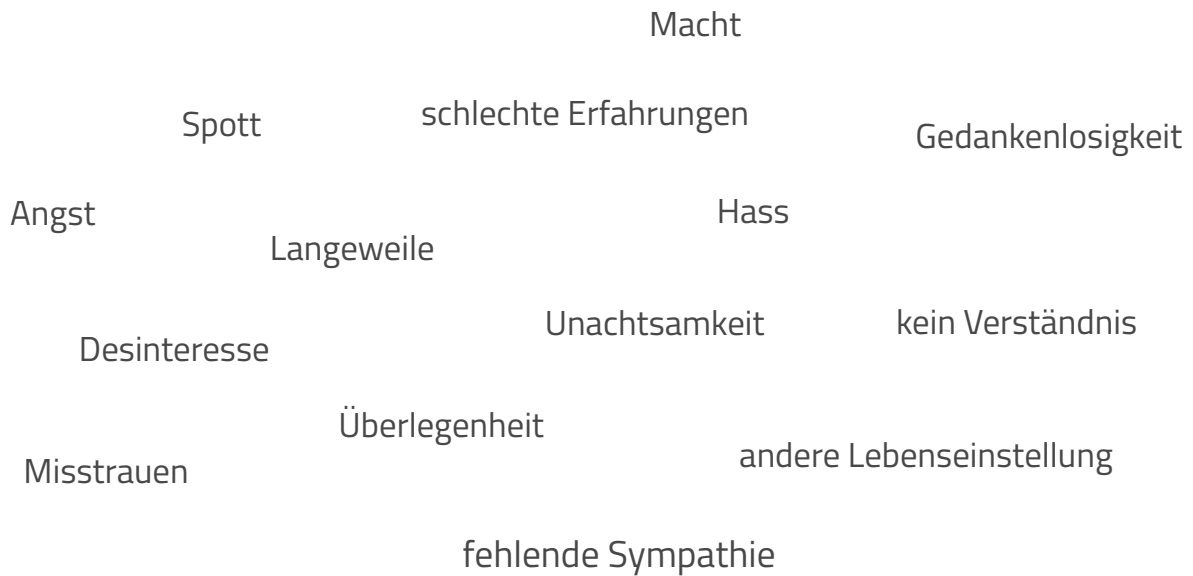 Macht
schlechte Erfahrungen
Spott
Gedankenlosigkeit
Angst
Hass
Langeweile
Unachtsamkeit
kein Verständnis
Desinteresse
Überlegenheit
andere Lebenseinstellung
Misstrauen
fehlende Sympathie